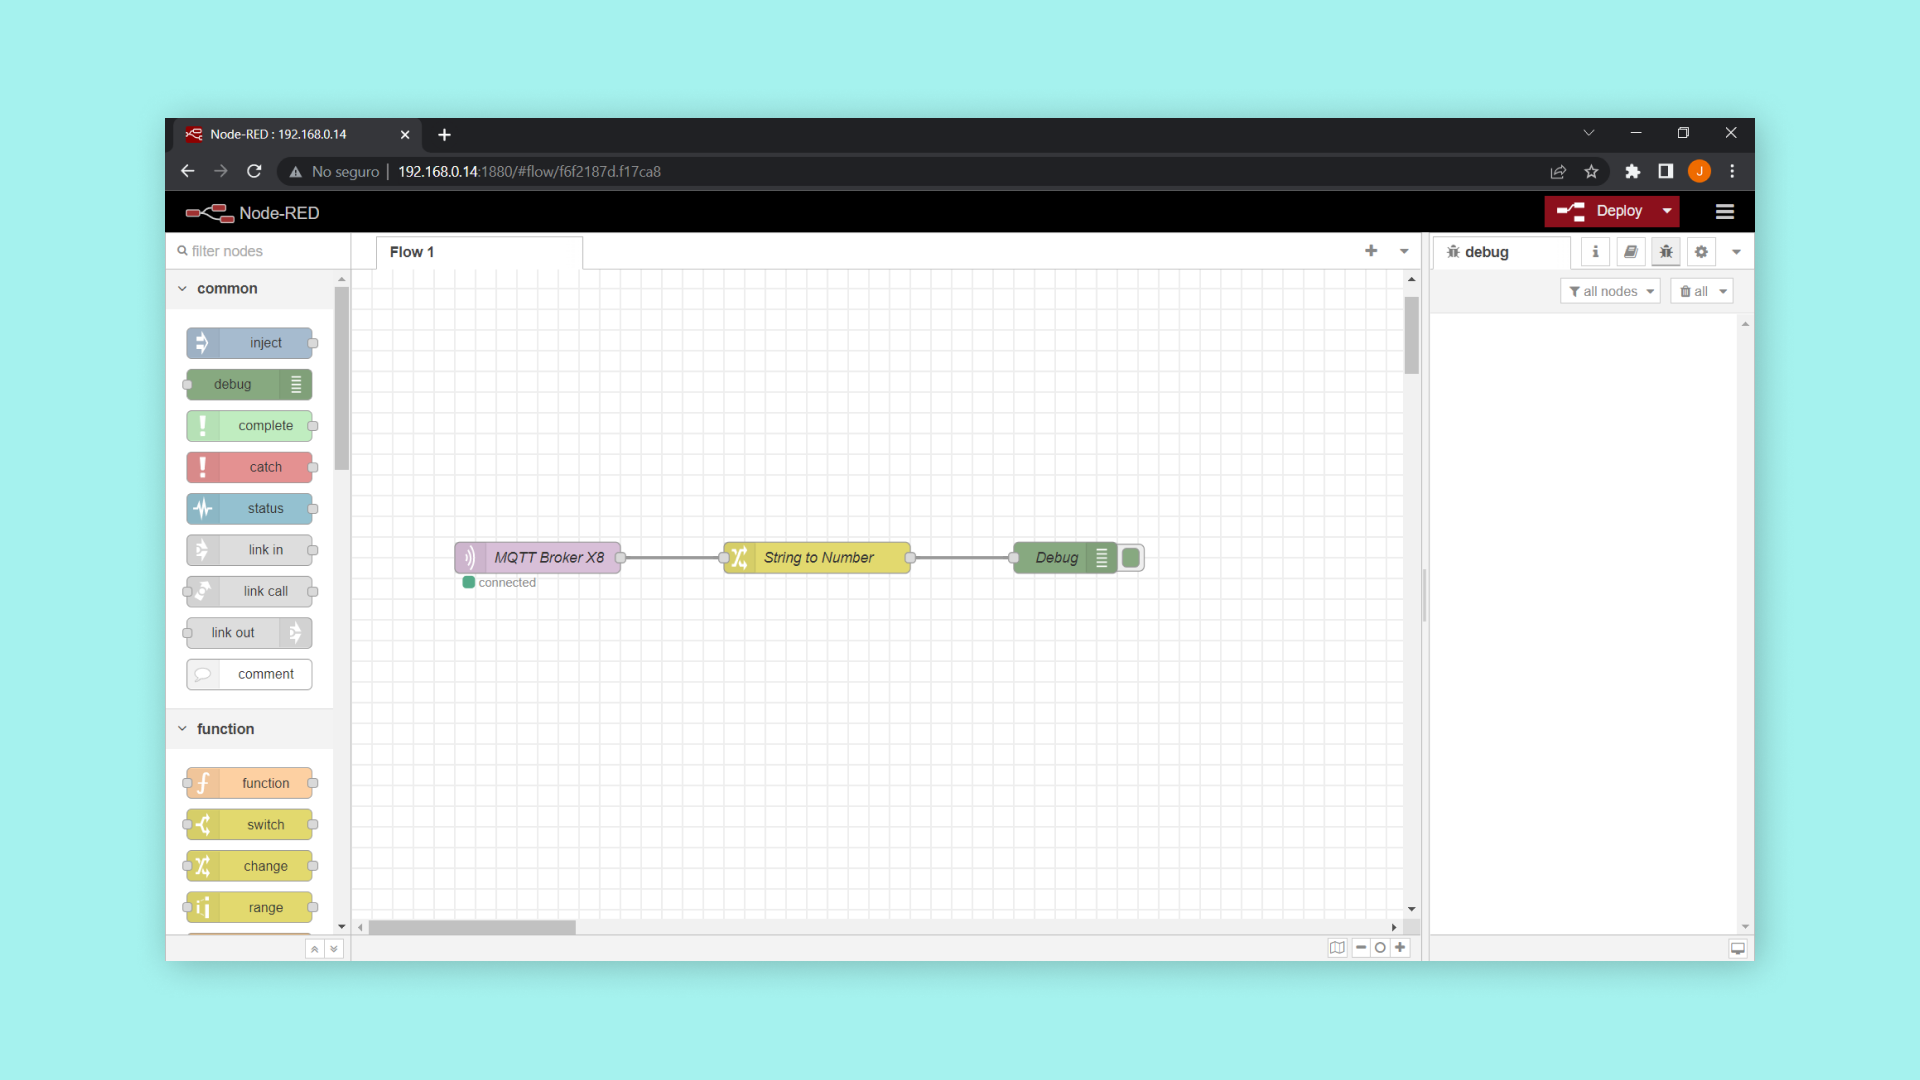 Node-RED : 192.168.0.14
No seguro
192.168.0.14:1880/#flow/f6f2187d.f17ca8
J
Node-RED
Deploy
filter nodes
Flow 1
debug
all nodes
all
common
inject
debug
complete
catch
status
link in
link call
link out
comment
function
function
switch
change
range
MQTT Broker X8
connected
String to Number
Debug